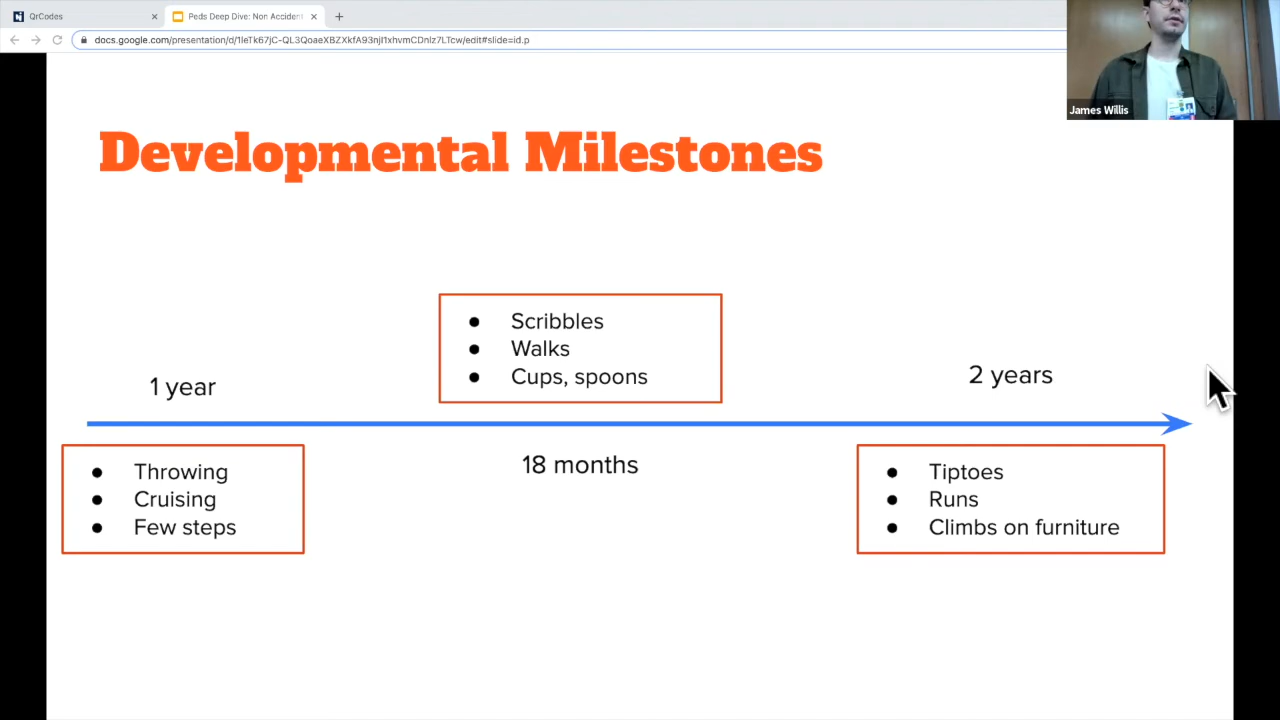 QrCodes
Peds Deep Dive: Non Accident
docs.google.com/presentation/d/1IeTk67jC-QL3QoaeXBZXkfA93njl1xhvmCDnlz7LTcw/edit#slide=id.p
James Willis
Developmental Milestones
● Scribbles
● Walks
● Cups, spoons
1 year
2 years
18 months
● Throwing
● Cruising
● Few steps
● Tiptoes
● Runs
● Climbs on furniture